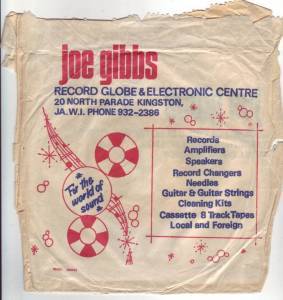 joe gibbs
RECORD GLOBE & ELECTRONIC CENTRE
20 NORTH PARADE KINGSTON,
JA.W.I. PHONE 932-2386
For the
world of
sound
Records
Amplifiers
Speakers
Record Changers
Needles
Guitar & Guitar Strings
Cleaning Kits
Cassette 8 Track Tapes
Local and Foreign